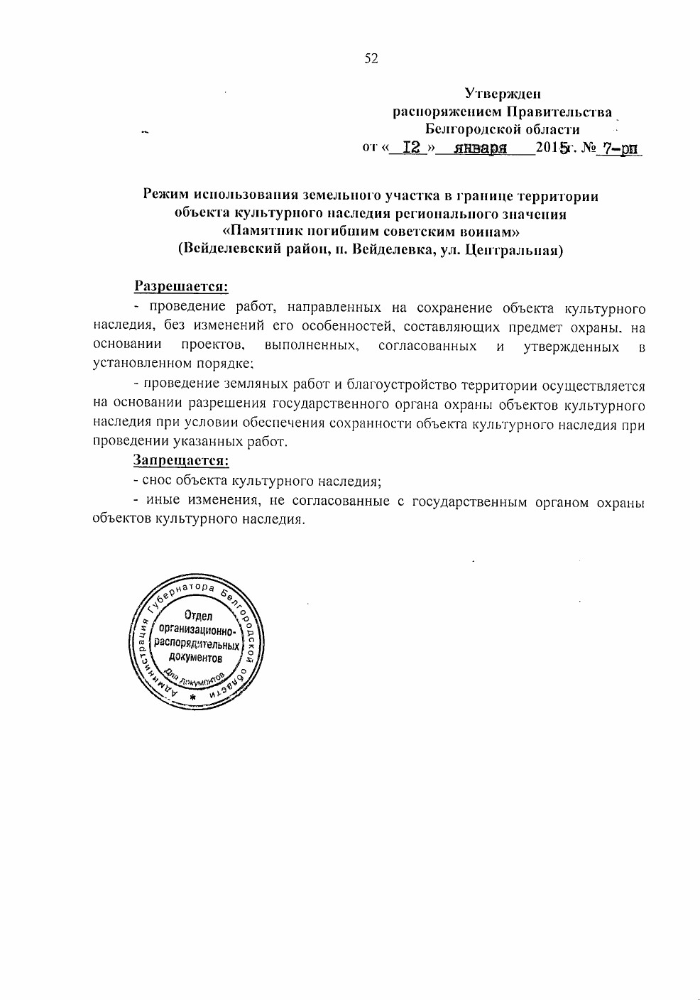 52
Утвержден
распоряжением Правительства
Белгородской области
от « 12 » января 2015г. № 7-рп
Режим использования земельного участка в границе территории
объекта культурного наследия регионального значения
«Памятник погибшим советским воинам»
(Вейделевский район, п. Вейделевка, ул. Центральная)
Разрешается:
- проведение работ, направленных на сохранение объекта культурного
наследия, без изменений его особенностей, составляющих предмет охраны. на
основании проектов, выполненных, согласованных и утвержденных в
установленном порядке;
- проведение земляных работ и благоустройство территории осуществляется
на основании разрешения государственного органа охраны объектов культурного
наследия при условии обеспечения сохранности объекта культурного наследия при
проведении указанных работ.
Запрещается:
- снос объекта культурного наследия;
- иные изменения, не согласованные с государственным органом охраны
объектов культурного наследия.
Администрация Губернатора Белгородской области
Отдел
организационно-
распорядительных
документов
Для документов
*